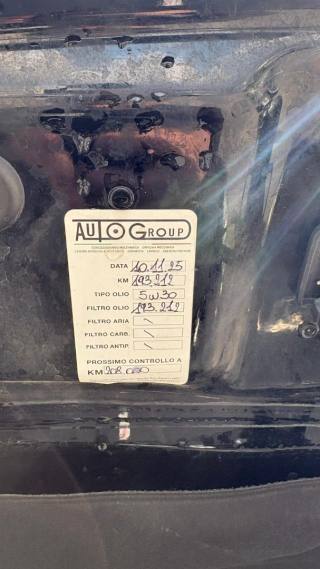 AUTO GROUP
DATA 10.11.25
KM 193.212
TIPO OLIO 5W30
FILTRO OLIO 193.212
FILTRO ARIA \
FILTRO CARB. \
FILTRO ANTIP. \
PROSSIMO CONTROLLO A
KM 208.000